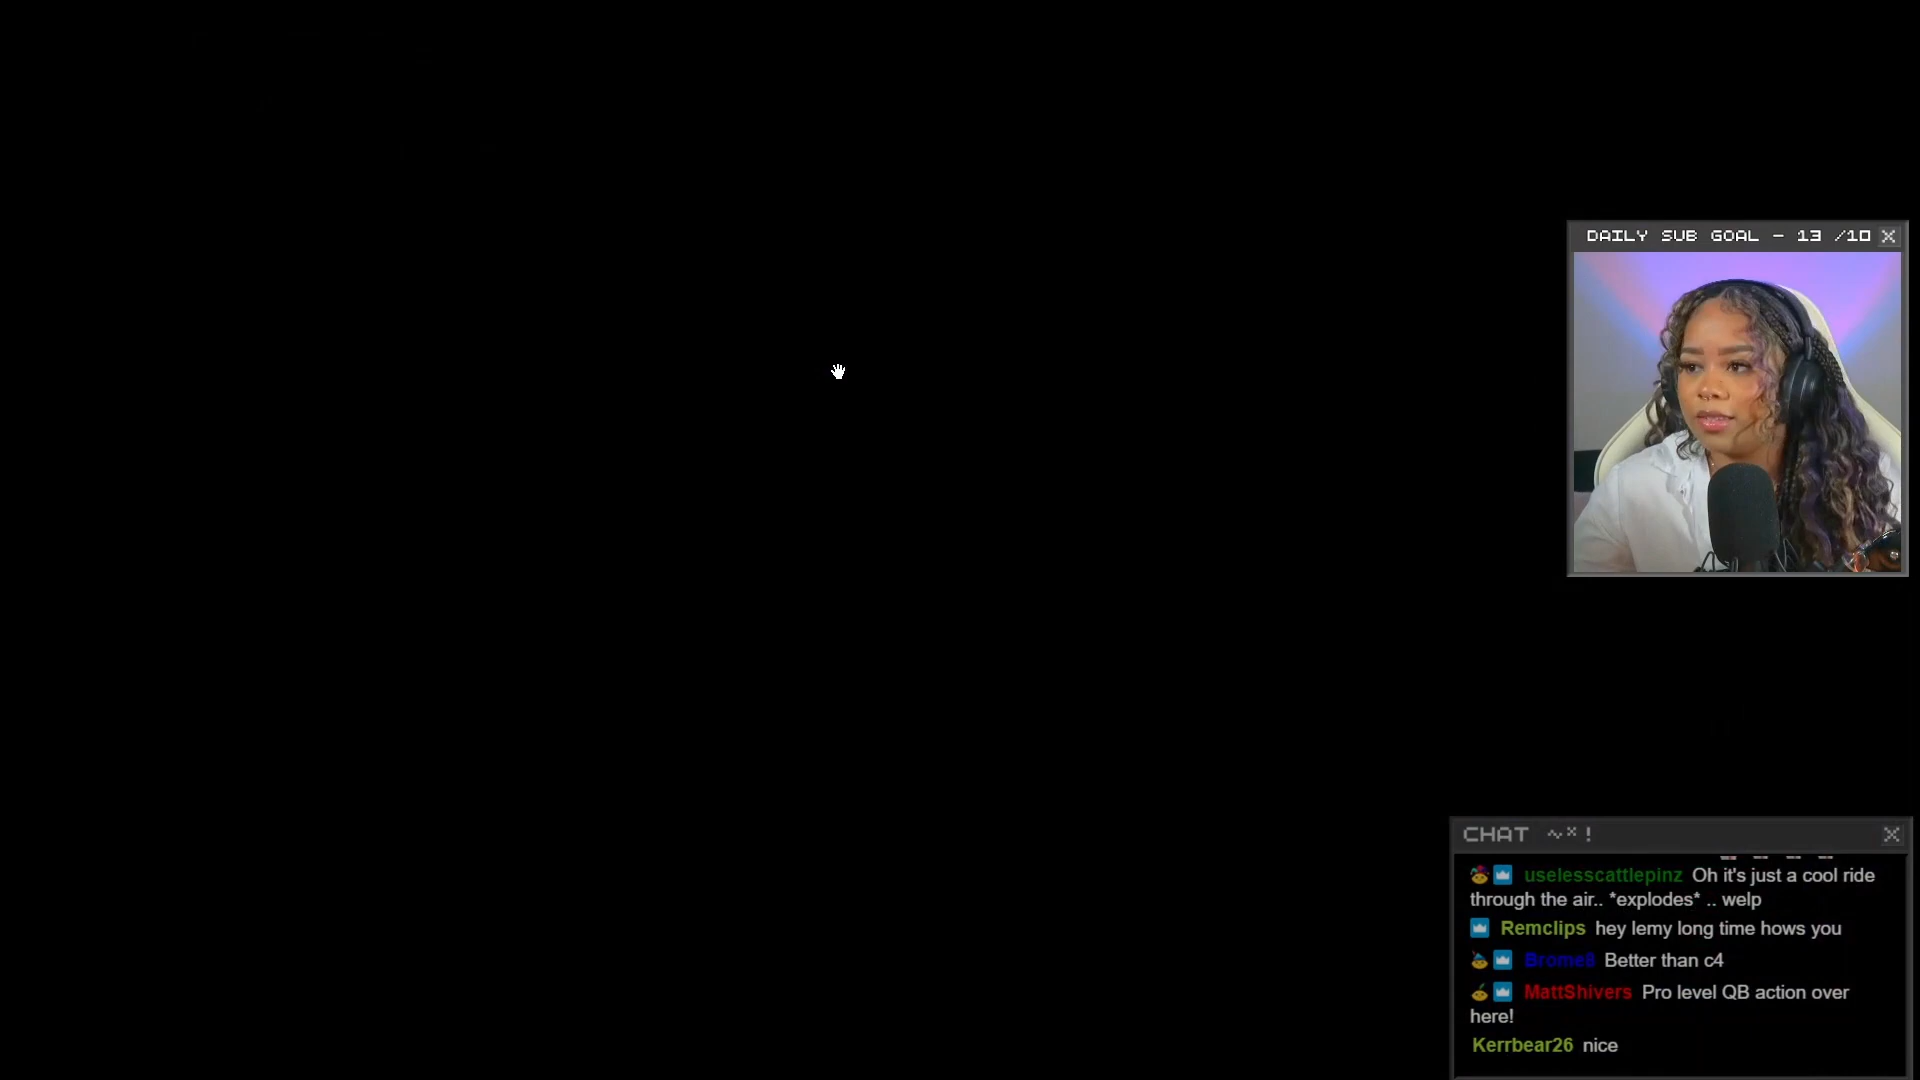 DAILY SUB GOAL - 13 /10
CHAT ~* !
uselesscattlepinz Oh it's just a cool ride
through the air.. *explodes* .. welp
Remclips hey lemy long time hows you
Brome8 Better than c4
MattShivers Pro level QB action over
here!
Kerrbear26 nice